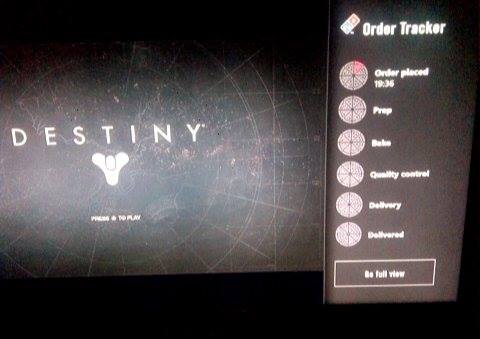 DESTINY
PRESS ⊗ TO PLAY
Order Tracker
Order placed
19:36
Prep
Bake
Quality control
Delivery
Delivered
Go full view